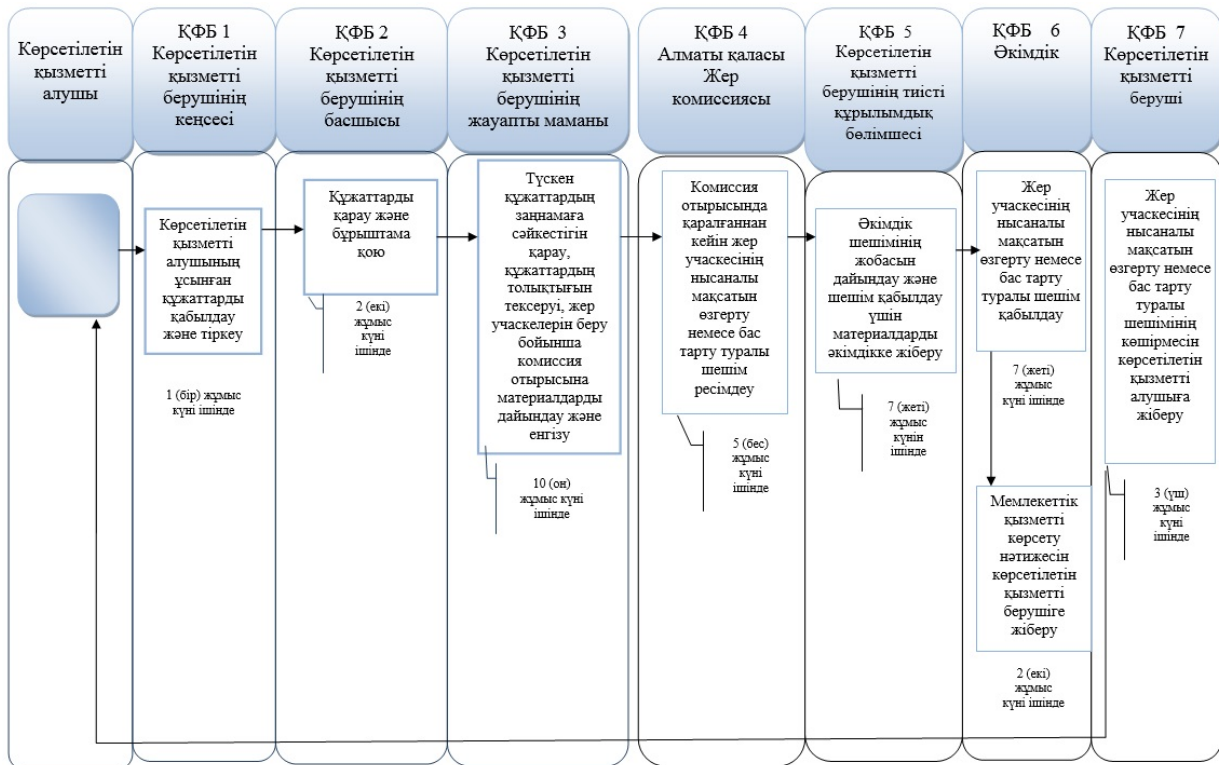 Көрсетілетін
қызметті
алушы
ҚФБ 1
Көрсетілетін
қызметті
берушінің
кеңсесі
ҚФБ 2
Көрсетілетін
қызметті
берушінің
басшысы
ҚФБ 3
Көрсетілетін
қызметті
берушінің
жауапты маманы
ҚФБ 4
Алматы қаласы
Жер
комиссиясы
ҚФБ 5
Көрсетілетін
қызметті
берушінің тиісті
құрылымдық
бөлімшесі
ҚФБ 6
Әкімдік
ҚФБ 7
Көрсетілетін
қызметті
беруші
Көрсетілетін
қызметті
алушының
ұсынған
құжаттарды
қабылдау
және тіркеу
1 (бір) жұмыс
күні ішінде
Құжаттарды
қарау және
бұрыштама
қою
2 (екі)
жұмыс
күні
ішінде
Түскен
құжаттардың
заңнамаға
сәйкестігін
қарау,
құжаттардың
толықтығын
тексеруі, жер
учаскелерін беру
бойынша
комиссия
отырысына
материалдарды
дайындау және
енгізу
10 (он)
жұмыс күні
ішінде
Комиссия
отырысында
қаралғаннан
кейін жер
учаскесінің
нысаналы
мақсатын
өзгерту
немесе бас
тарту туралы
шешім
ресімдеу
5 (бес)
жұмыс
күні
ішінде
Әкімдік
шешімінің
жобасын
дайындау және
шешім қабылдау
үшін
материалдарды
әкімдікке жіберу
7 (жеті)
жұмыс
күнін
ішінде
Жер
учаскесінің
нысаналы
мақсатын
өзгерту немесе
бас тарту
туралы шешім
қабылдау
7 (жеті)
жұмыс
күні ішінде
Мемлекеттік
қызметті
көрсету
нәтижесін
көрсетілетін
қызметті
берушіге
жіберу
2 (екі)
жұмыс
күні ішінде
Жер
учаскесінің
нысаналы
мақсатын
өзгерту немесе
бас тарту
туралы
шешімінің
көшірмесін
көрсетілетін
қызметті
алушыға
жіберу
3 (үш)
жұмыс
күні
ішінде